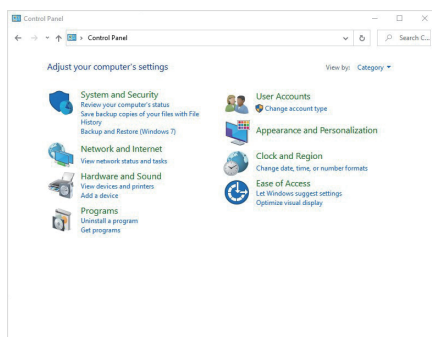 Control Panel
Control Panel
Search C...
Adjust your computer's settings
View by: Category
System and Security
Review your computer's status
Save backup copies of your files with File
History
Backup and Restore (Windows 7)
Network and Internet
View network status and tasks
Hardware and Sound
View devices and printers
Add a device
Programs
Uninstall a program
Get programs
User Accounts
Change account type
Appearance and Personalization
Clock and Region
Change date, time, or number formats
Ease of Access
Let Windows suggest settings
Optimize visual display